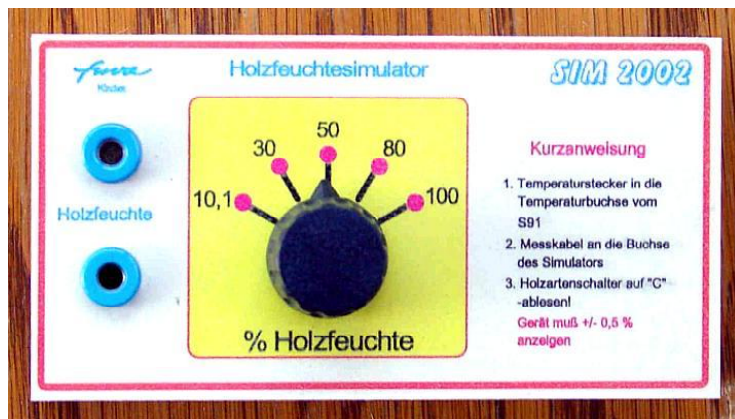 Holzfeuchtesimulator
SIM 2002
Holzfeuchte
10,1
30
50
80
100
% Holzfeuchte
Kurzanweisung
1. Temperaturstecker in die
Temperaturbuchse vom
S91
2. Messkabel an die Buchse
des Simulators
3. Holzartenschalter auf "C"
-ablesen!
Gerät muß +/- 0,5 %
anzeigen